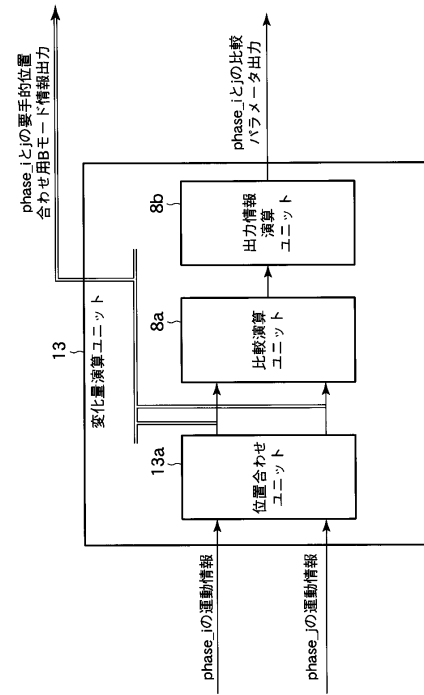 phase_iとjの要手的位置
合わせ用Bモード情報出力
phase_iとjの比較
パラメータ出力
13
変化量演算ユニット
8b
出力情報
演算
ユニット
8a
比較演算
ユニット
13a
位置合わせ
ユニット
phase_iの運動情報
phase_jの運動情報